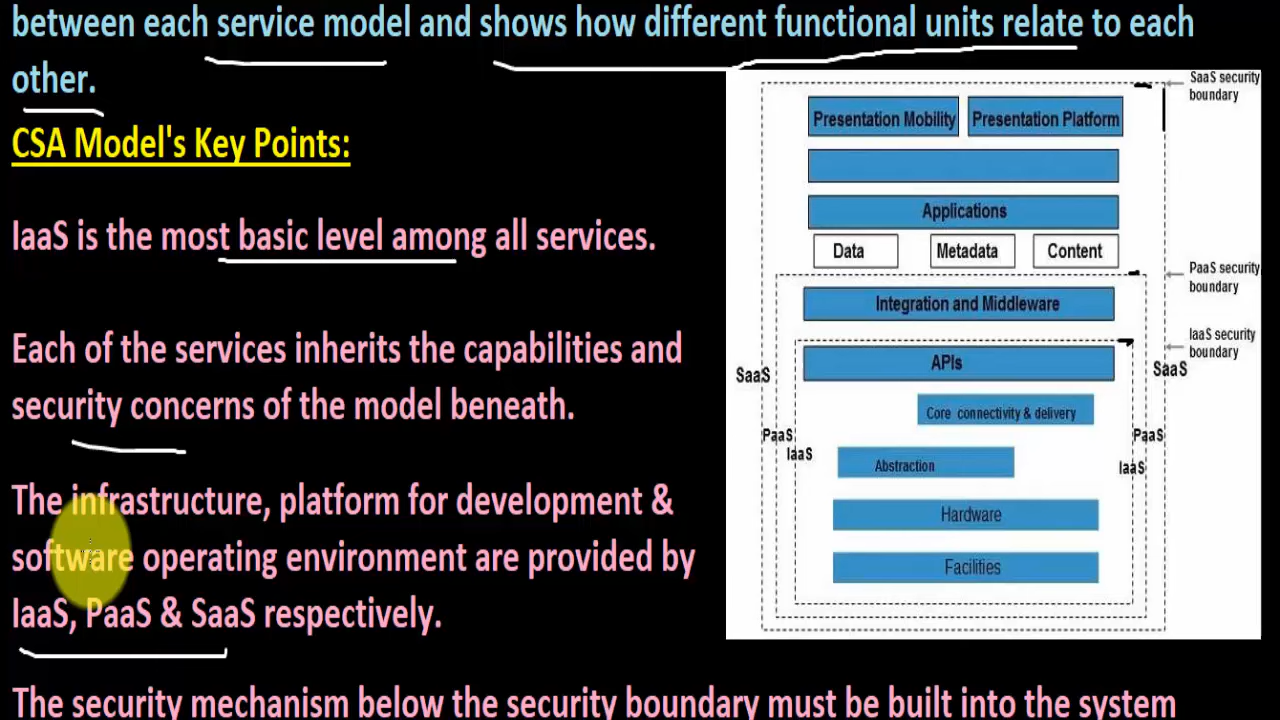 between each service model and shows how different functional units relate to each
other.
CSA Model's Key Points:
IaaS is the most basic level among all services.
Each of the services inherits the capabilities and
security concerns of the model beneath.
The infrastructure, platform for development &
software operating environment are provided by
IaaS, PaaS & SaaS respectively.
The security mechanism below the security boundary must be built into the system
SaaS security
boundary
Presentation Mobility
Presentation Platform
Applications
Data
Metadata
Content
PaaS security
boundary
Integration and Middleware
IaaS security
boundary
APIs
SaaS
SaaS
Core connectivity & delivery
PaaS
PaaS
IaaS
IaaS
Abstraction
Hardware
Facilities